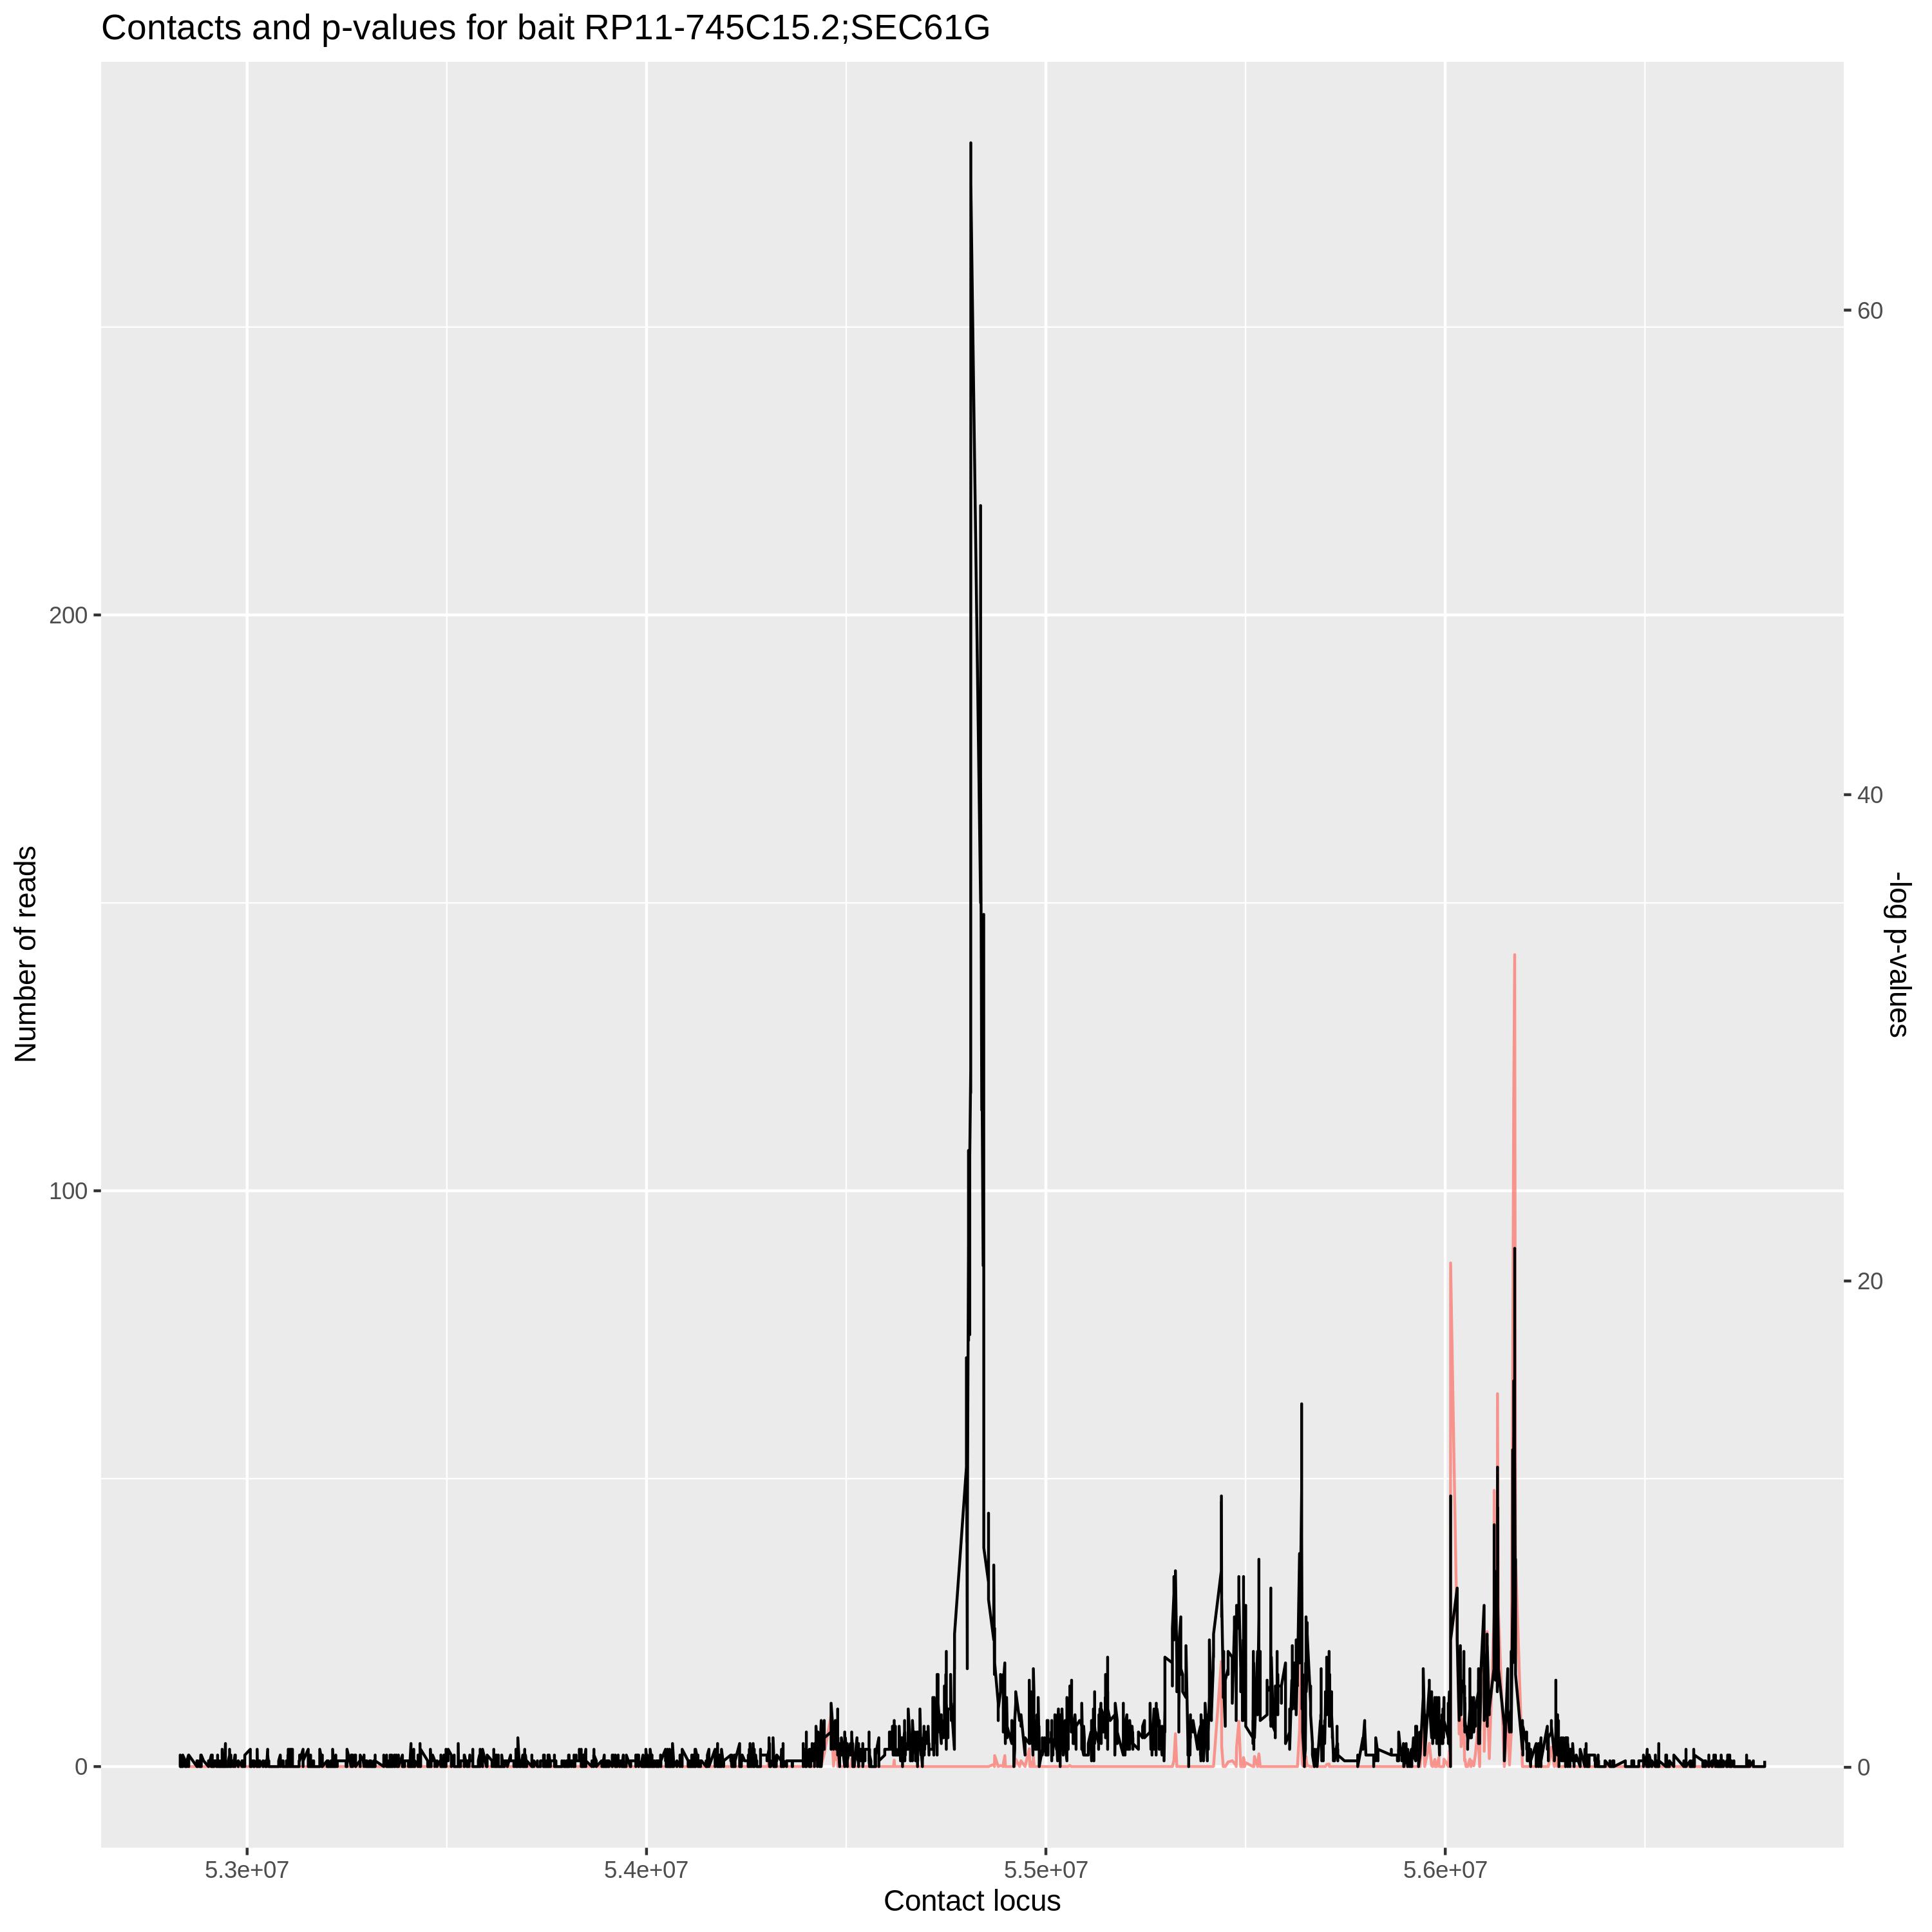 Contacts and p-values for bait RP11-745C15.2;SEC61G
Number of reads
200
100
0
60
40
20
0
-log p-values
5.3e+07 5.4e+07 5.5e+07 5.6e+07
Contact locus